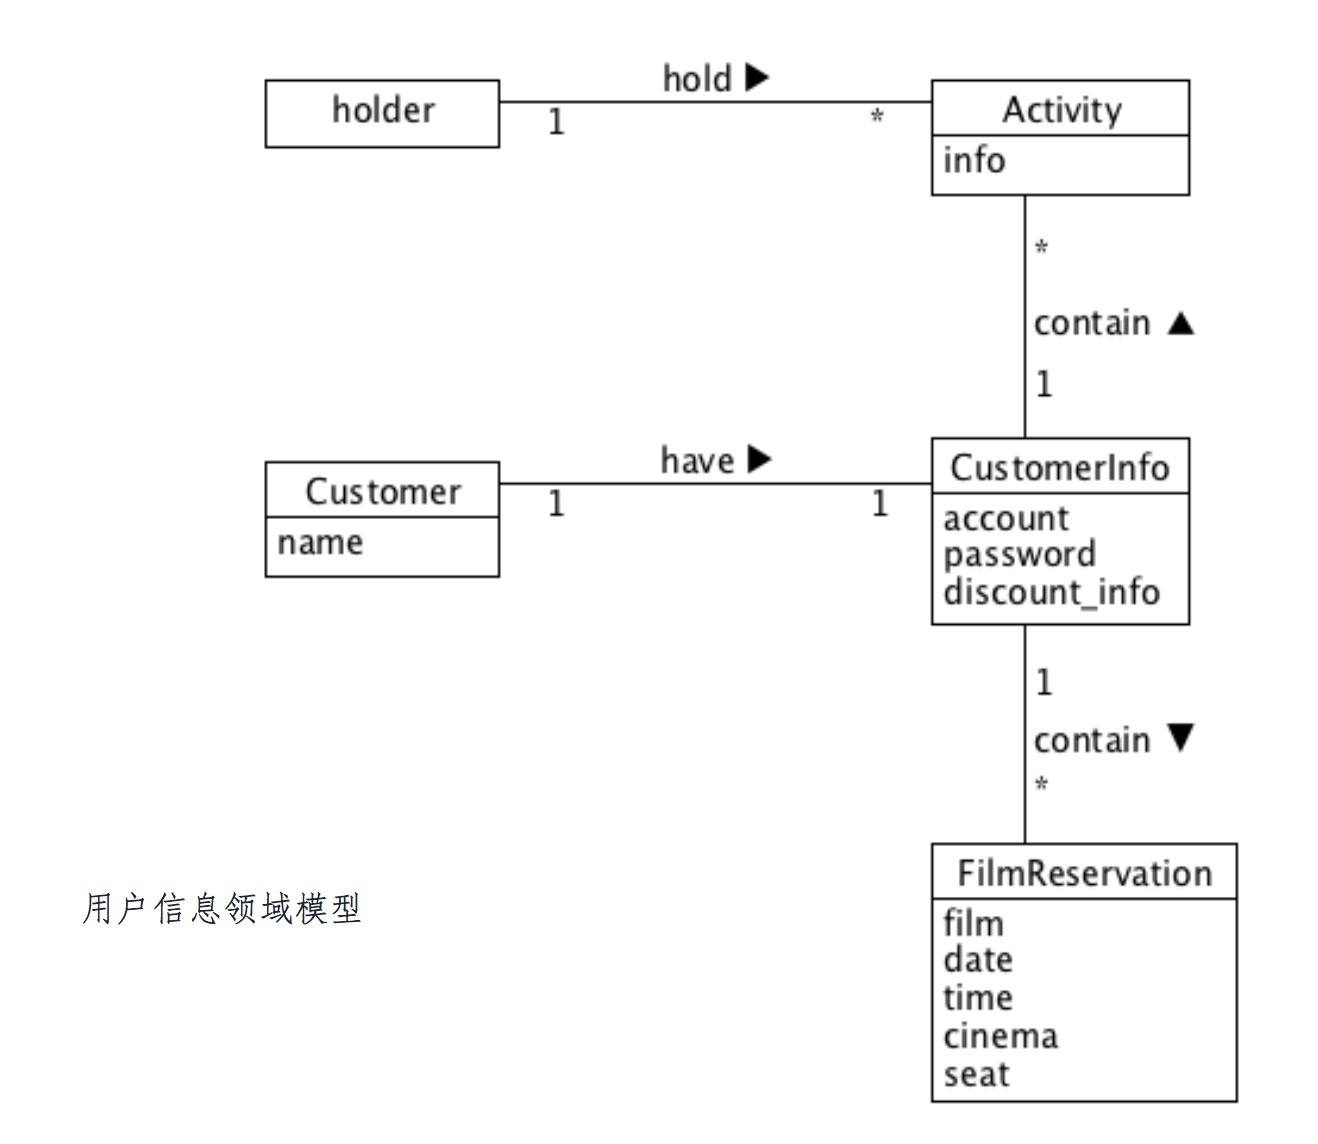 hold ▶
holder
1
*
Activity
info
*
contain ▲
1
have ▶
Customer
name
1
1
CustomerInfo
account
password
discount_info
1
contain ▼
*
FilmReservation
film
date
time
cinema
seat
用户信息领域模型